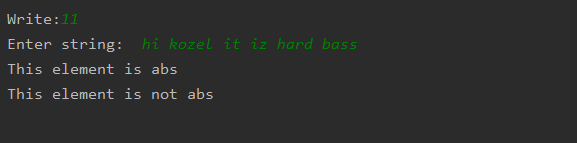 Write:11
Enter string:  hi kozel it iz hard bass
This element is abs
This element is not abs